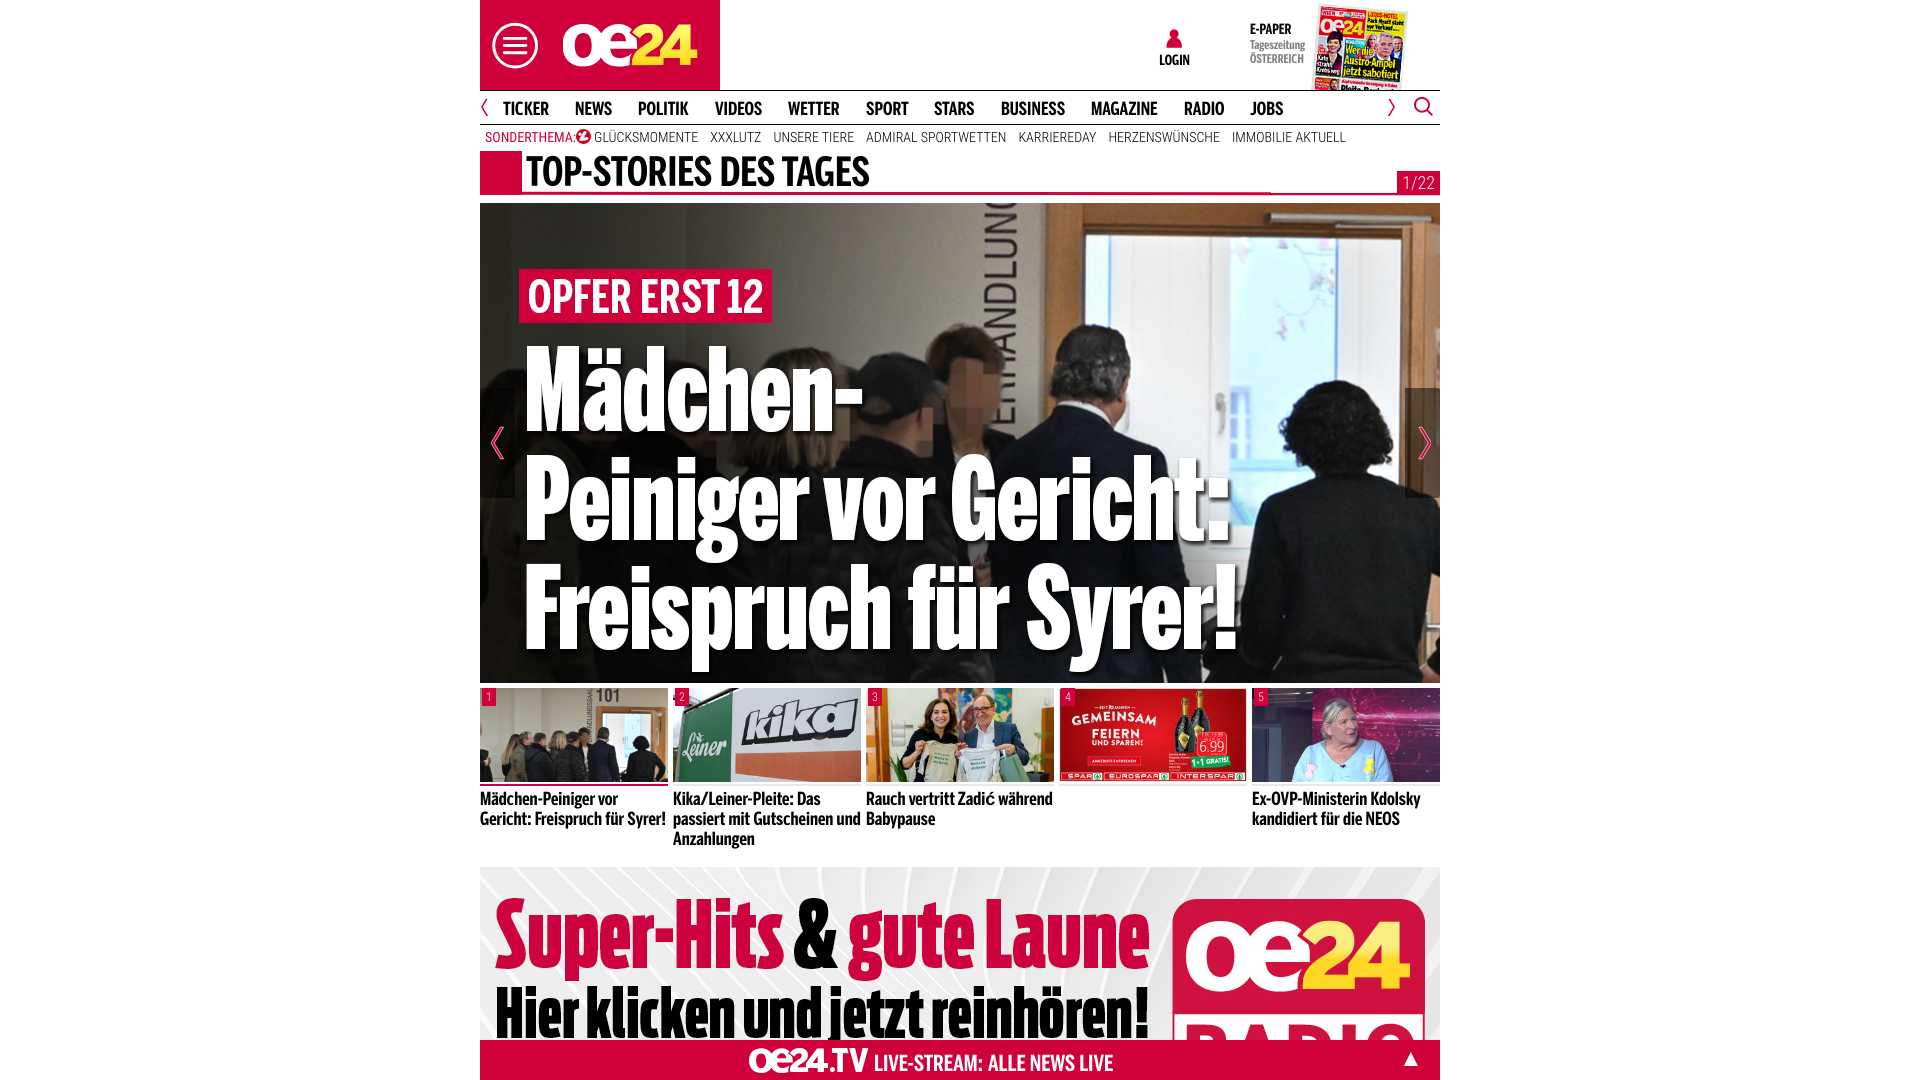 oe24
LOGIN
E-PAPER
Tageszeitung
ÖSTERREICH
oe24
Wer die
Austro-Ampel
jetzt sabotiert
TICKER NEWS POLITIK VIDEOS WETTER SPORT STARS BUSINESS MAGAZINE RADIO JOBS
SONDERTHEMA: GLÜCKSMOMENTE XXXLUTZ UNSERE TIERE ADMIRAL SPORTWETTEN KARRIEREDAY HERZENSWÜNSCHE IMMOBILIE AKTUELL
TOP-STORIES DES TAGES
1/22
OPFER ERST 12
Mädchen-
Peiniger vor Gericht:
Freispruch für Syrer!
1
101
2
Leiner
kika
3
4
GEMEINSAM
FEIERN
UND SPAREN!
6.99
1+1 GRATIS!
SPAR EUROSPAR INTERSPAR
5
Mädchen-Peiniger vor
Gericht: Freispruch für Syrer!
Kika/Leiner-Pleite: Das
passiert mit Gutscheinen und
Anzahlungen
Rauch vertritt Zadić während
Babypause
Ex-OVP-Ministerin Kdolsky
kandidiert für die NEOS
Super-Hits & gute Laune
Hier klicken und jetzt reinhören!
oe24
RADIO
oe24.TV LIVE-STREAM: ALLE NEWS LIVE